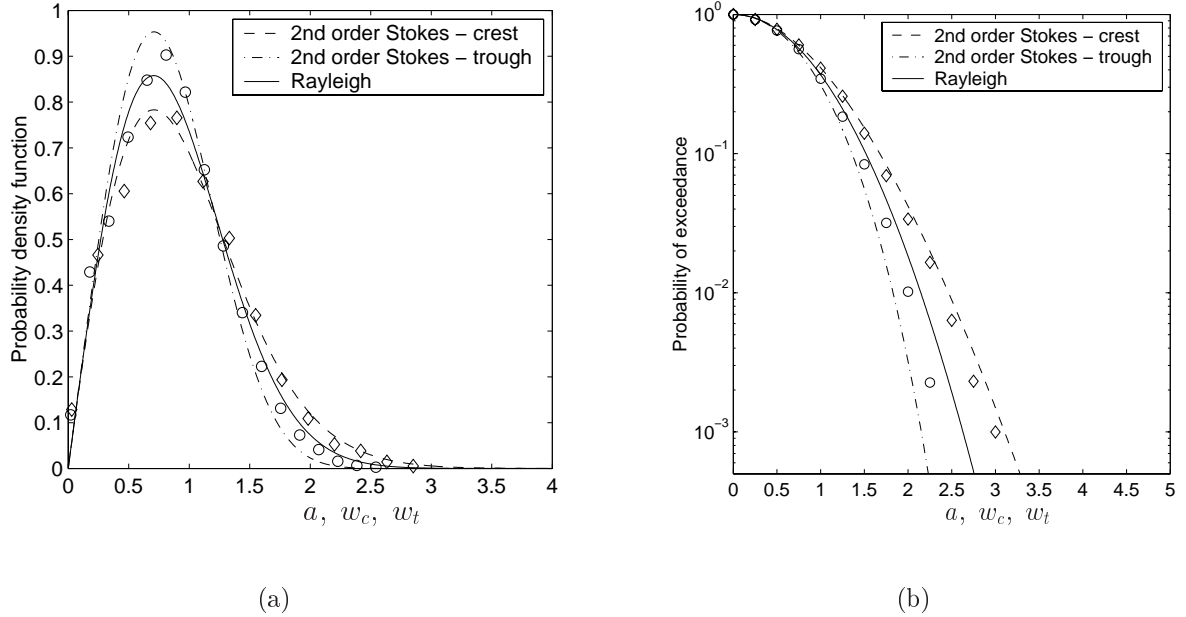 1
0.9
0.8
0.7
0.6
0.5
0.4
0.3
0.2
0.1
0
Probability density function
2nd order Stokes − crest
2nd order Stokes − trough
Rayleigh
0 0.5 1 1.5 2 2.5 3 3.5 4
a, w_c, w_t
(a)
10^0
10^−1
10^−2
10^−3
Probability of exceedance
2nd order Stokes − crest
2nd order Stokes − trough
Rayleigh
0 0.5 1 1.5 2 2.5 3 3.5 4 4.5 5
a, w_c, w_t
(b)